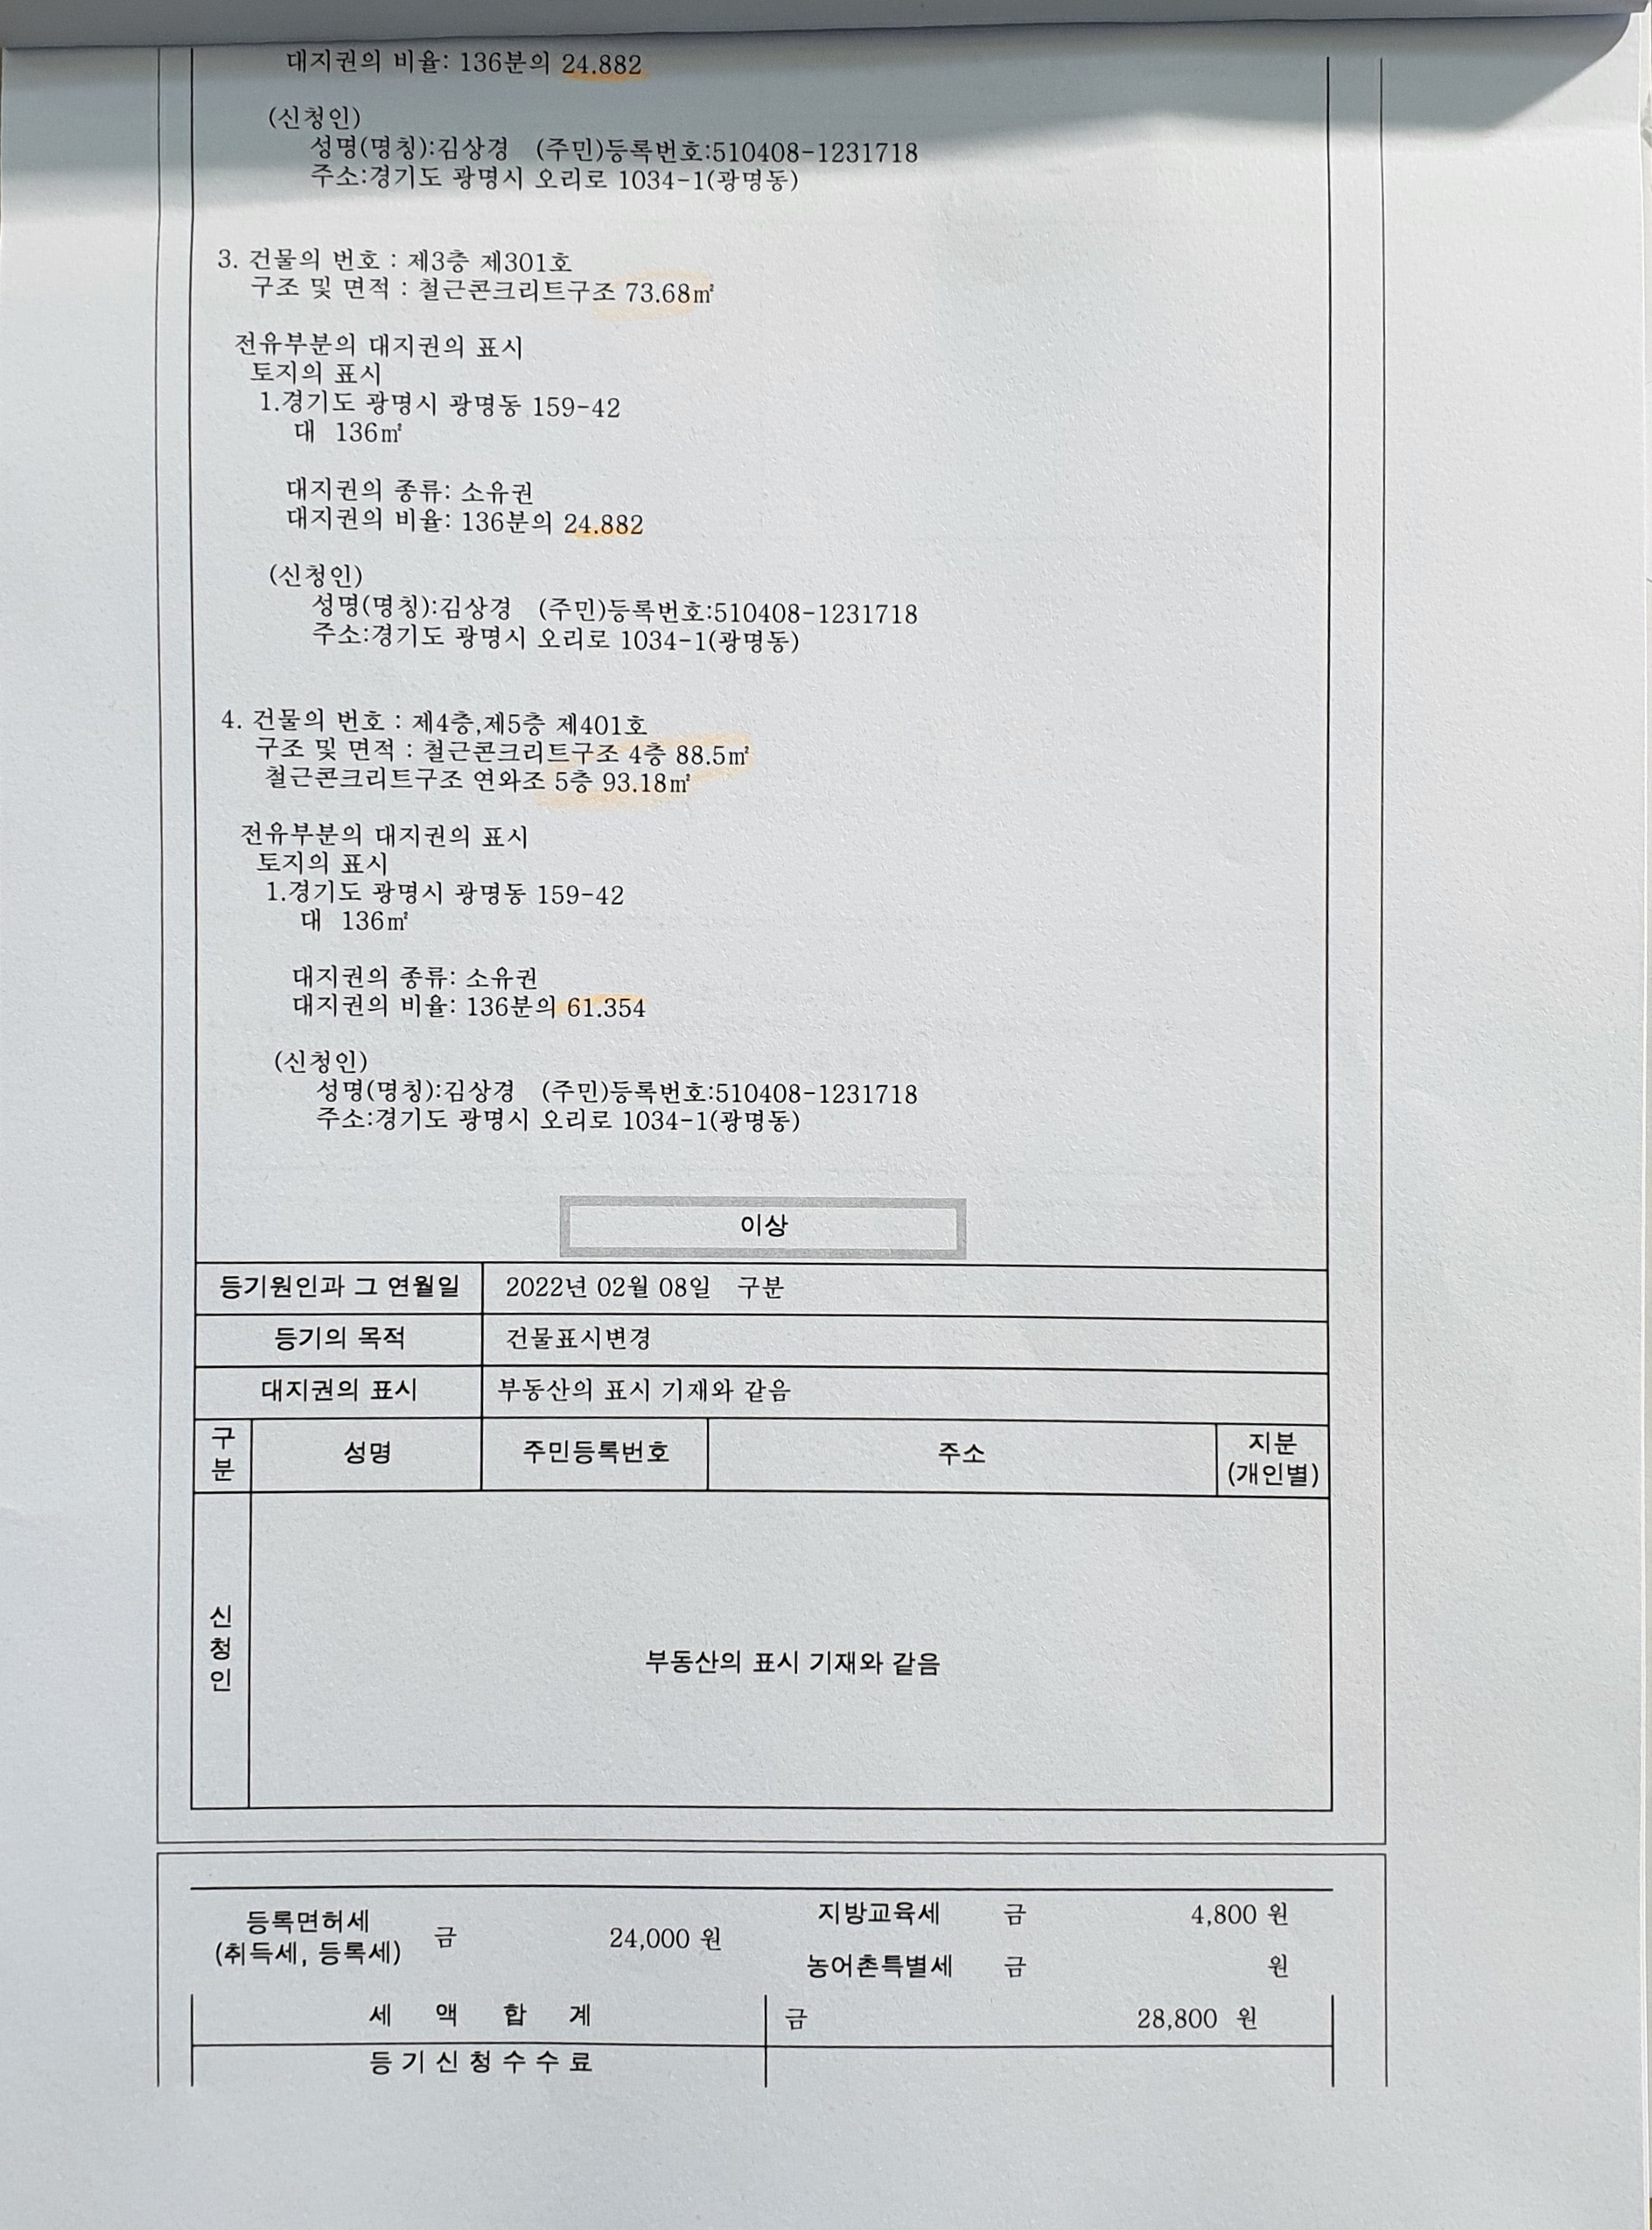 대지권의 비율: 136분의 24.882
(신청인)
성명(명칭):김상경 (주민)등록번호:510408-1231718
주소:경기도 광명시 오리로 1034-1(광명동)
3. 건물의 번호 : 제3층 제301호
구조 및 면적 : 철근콘크리트구조 73.68㎡
전유부분의 대지권의 표시
토지의 표시
1.경기도 광명시 광명동 159-42
대 136㎡
대지권의 종류: 소유권
대지권의 비율: 136분의 24.882
(신청인)
성명(명칭):김상경 (주민)등록번호:510408-1231718
주소:경기도 광명시 오리로 1034-1(광명동)
4. 건물의 번호 : 제4층,제5층 제401호
구조 및 면적 : 철근콘크리트구조 4층 88.5㎡
철근콘크리트구조 연와조 5층 93.18㎡
전유부분의 대지권의 표시
토지의 표시
1.경기도 광명시 광명동 159-42
대 136㎡
대지권의 종류: 소유권
대지권의 비율: 136분의 61.354
(신청인)
성명(명칭):김상경 (주민)등록번호:510408-1231718
주소:경기도 광명시 오리로 1034-1(광명동)
이상
등기원인과 그 연월일 2022년 02월 08일 구분
등기의 목적 건물표시변경
대지권의 표시 부동산의 표시 기재와 같음
구분 성명 주민등록번호 주소 지분(개인별)
신청인 부동산의 표시 기재와 같음
등록면허세 (취득세, 등록세) 금 24,000 원
지방교육세 금 4,800 원
농어촌특별세 금 원
세 액 합 계 금 28,800 원
등 기 신 청 수 수 료